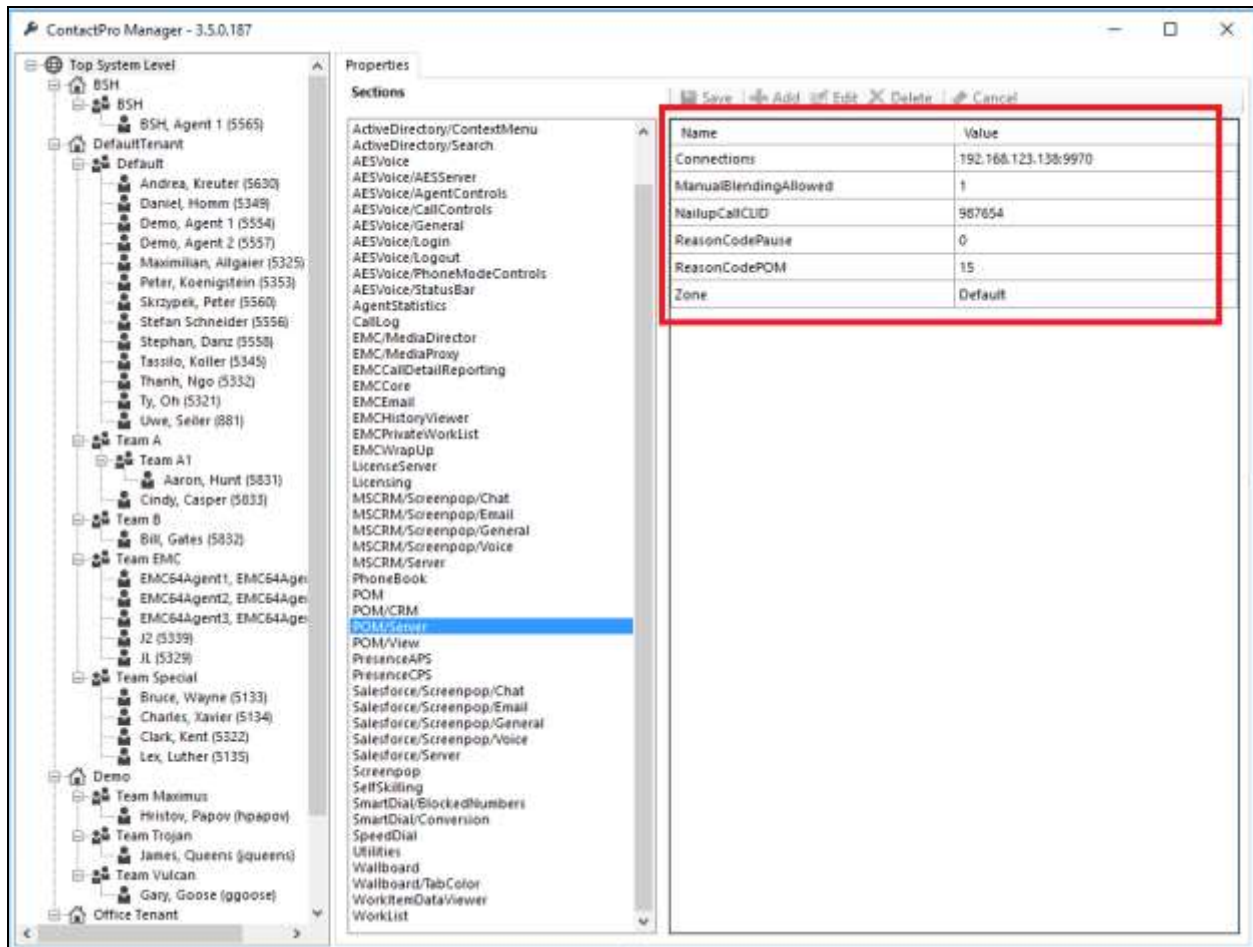 ContactPro Manager - 3.5.0.187
Top System Level
BSH
BSH
BSH, Agent 1 (5565)
DefaultTenant
Default
Andrea, Kreuter (5630)
Daniel, Homm (5349)
Demo, Agent 1 (5554)
Demo, Agent 2 (5557)
Maximilian, Allgaier (5325)
Peter, Koenigstein (5353)
Skrzypek, Peter (5560)
Stefan Schneider (5556)
Stephan, Danz (5558)
Tassilo, Koller (5345)
Thanh, Ngo (5332)
Ty, Oh (5321)
Uwe, Seiler (881)
Team A
Team A1
Aaron, Hunt (5831)
Cindy, Casper (5833)
Team B
Bill, Gates (5832)
Team EMC
EMC64Agent1, EMC64Age
EMC64Agent2, EMC64Age
EMC64Agent3, EMC64Age
J2 (5339)
JL (5329)
Team Special
Bruce, Wayne (5133)
Charles, Xavier (5134)
Clark, Kent (5322)
Lex, Luther (5135)
Demo
Team Maximus
Hristov, Papov (hpapov)
Team Trojan
James, Queens (jqueens)
Team Vulcan
Gary, Goose (ggoose)
Office Tenant
Properties
Sections
ActiveDirectory/ContextMenu
ActiveDirectory/Search
AESVoice
AESVoice/AESServer
AESVoice/AgentControls
AESVoice/CallControls
AESVoice/General
AESVoice/Login
AESVoice/Logout
AESVoice/PhoneModeControls
AESVoice/StatusBar
AgentStatistics
CallLog
EMC/MediaDirector
EMC/MediaProxy
EMCCallDetailReporting
EMCCore
EMCEmail
EMCHistoryViewer
EMCPrivateWorkList
EMCWrapUp
LicenseServer
Licensing
MSCRM/Screenpop/Chat
MSCRM/Screenpop/Email
MSCRM/Screenpop/General
MSCRM/Screenpop/Voice
MSCRM/Server
PhoneBook
POM
POM/CRM
POM/Server
POM/View
PresenceAPS
PresenceCPS
Salesforce/Screenpop/Chat
Salesforce/Screenpop/Email
Salesforce/Screenpop/General
Salesforce/Screenpop/Voice
Salesforce/Server
Screenpop
SelfSkilling
SmartDial/BlockedNumbers
SmartDial/Conversion
SpeedDial
Utilities
Wallboard
Wallboard/TabColor
WorkItemDataViewer
WorkList
Save Add Edit Delete Cancel
Name Value
Connections 192.168.123.138:9970
ManualBlendingAllowed 1
NailupCallCLID 987654
ReasonCodePause 0
ReasonCodePOM 15
Zone Default